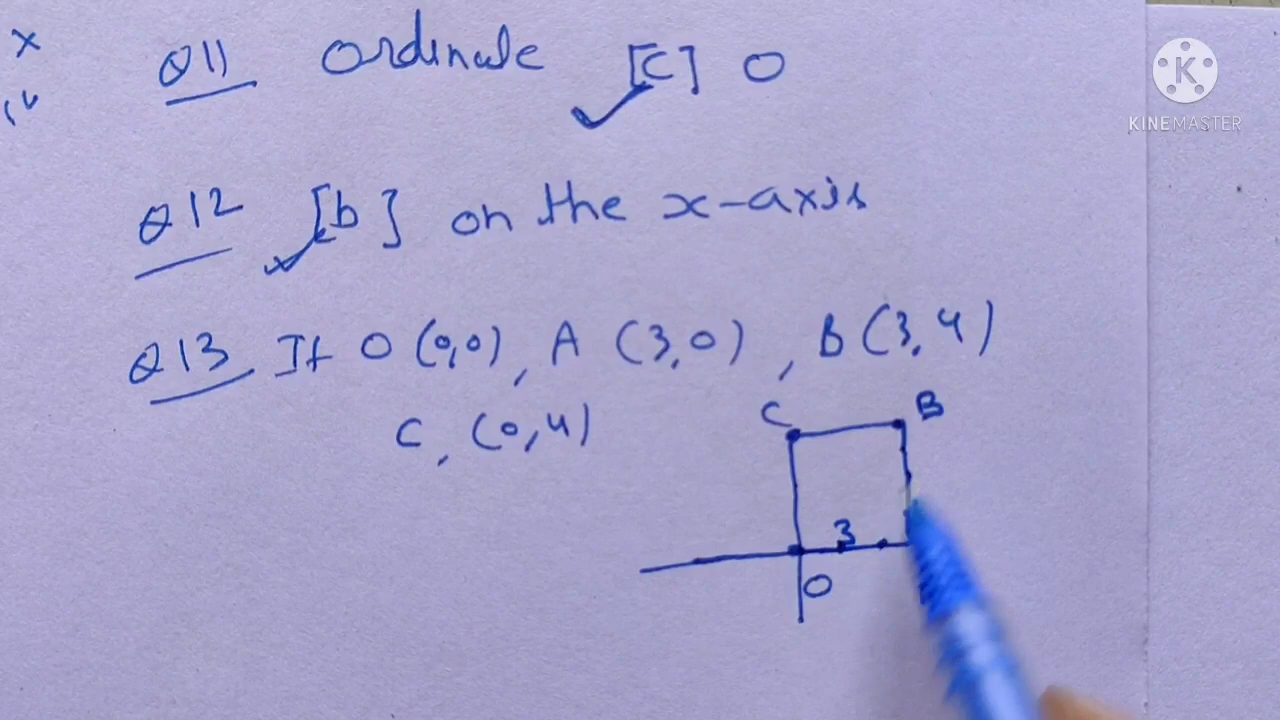 x
Q11 ordinate [c] 0
Q12 [b] on the x-axis
Q13 If O (0,0), A (3,0), B (3,4)
C, (0,4)
C
B
3
O
K
KINEMASTER